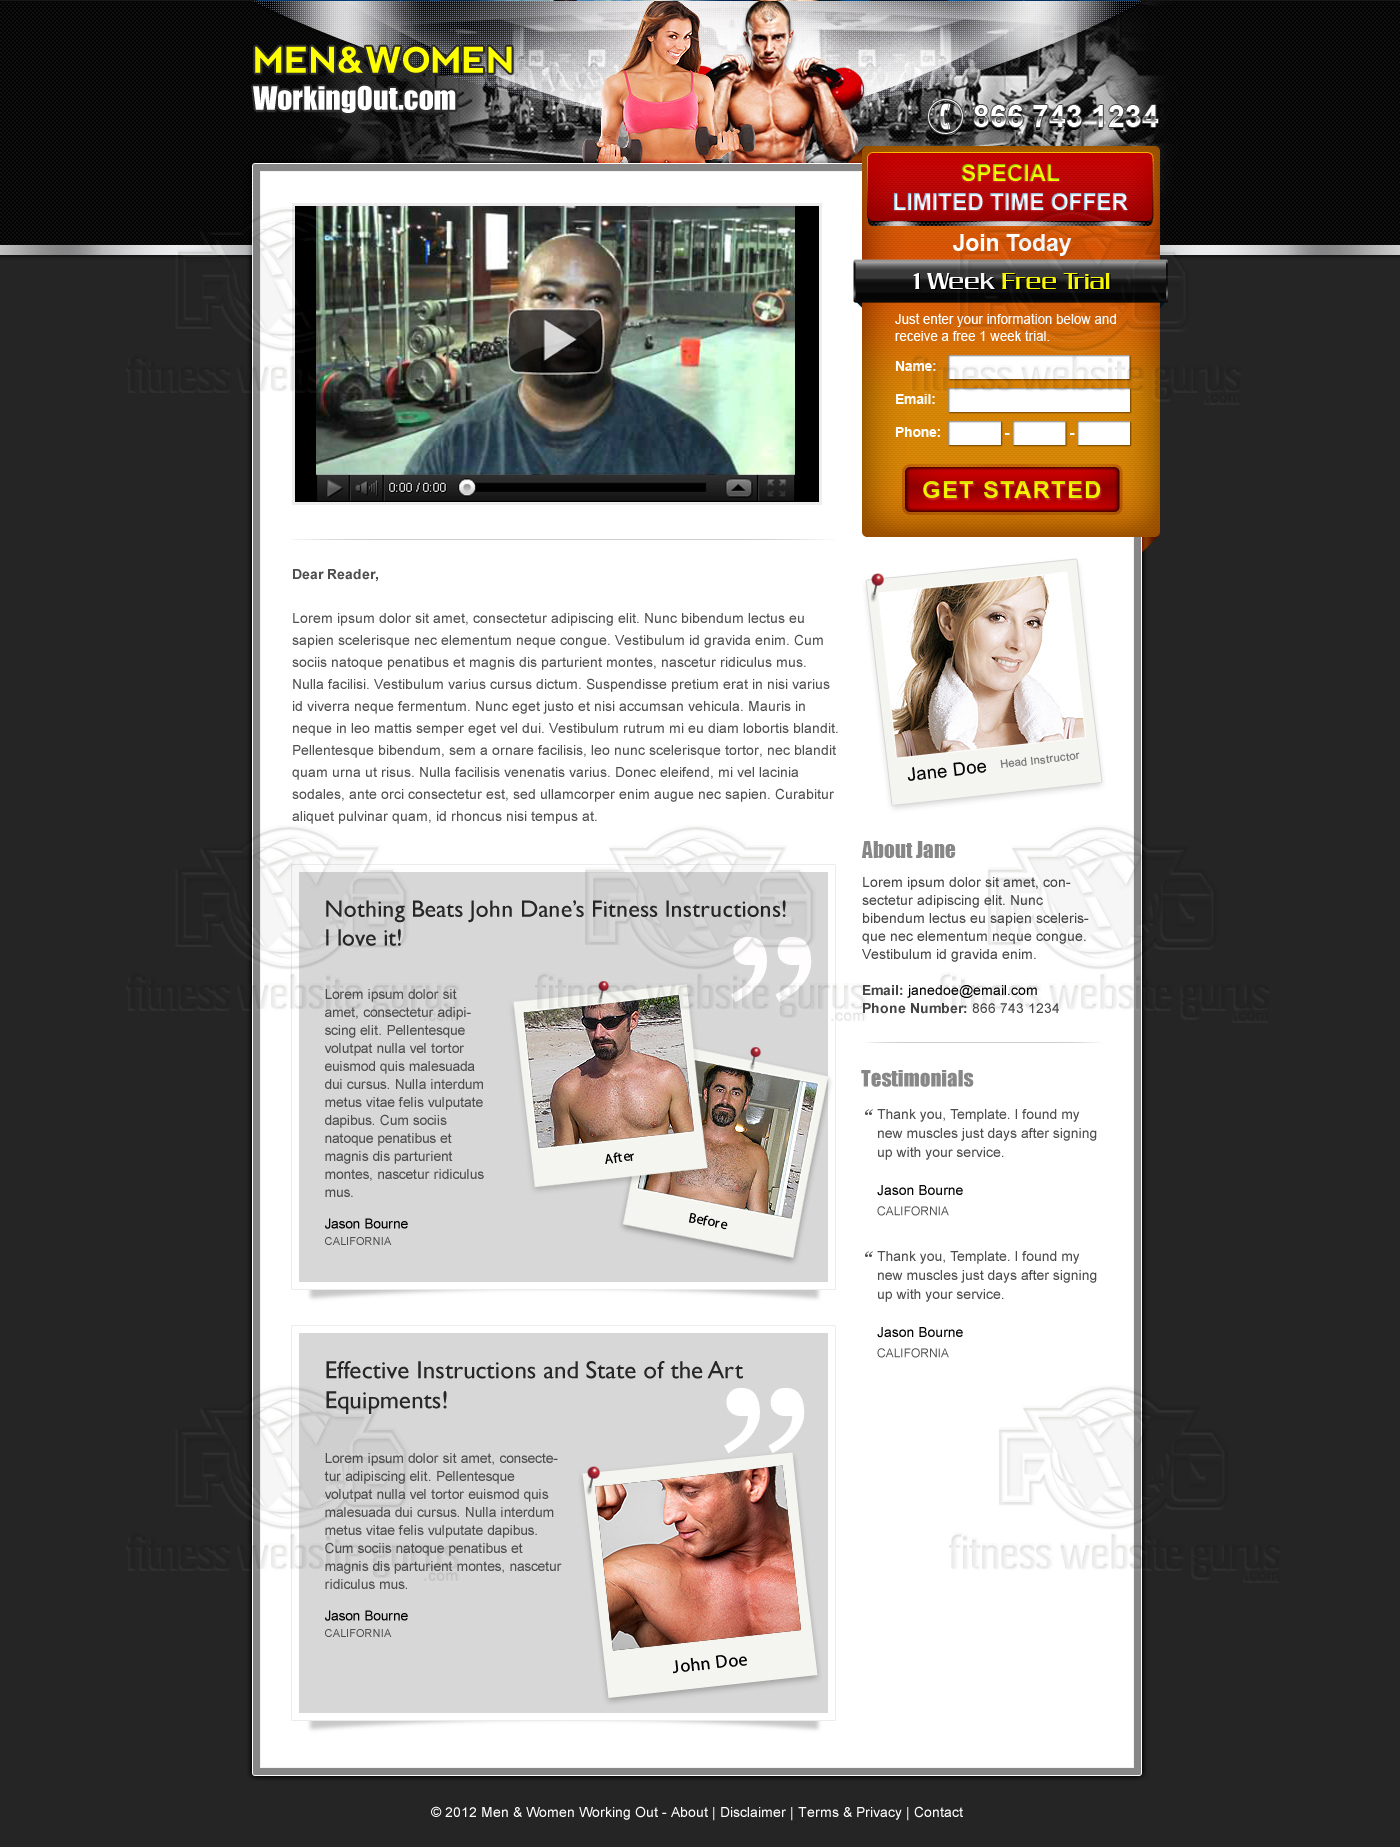 MEN&WOMEN
WorkingOut.com
866 743 1234
SPECIAL
LIMITED TIME OFFER
Join Today
1 Week Free Trial
Just enter your information below and
receive a free 1 week trial.
Name:
Email:
Phone: - -
GET STARTED
0:00 / 0:00
Dear Reader,
Lorem ipsum dolor sit amet, consectetur adipiscing elit. Nunc bibendum lectus eu
sapien scelerisque nec elementum neque congue. Vestibulum id gravida enim. Cum
sociis natoque penatibus et magnis dis parturient montes, nascetur ridiculus mus.
Nulla facilisi. Vestibulum varius cursus dictum. Suspendisse pretium erat in nisi varius
id viverra neque fermentum. Nunc eget justo et nisi accumsan vehicula. Mauris in
neque in leo mattis semper eget vel dui. Vestibulum rutrum mi eu diam lobortis blandit.
Pellentesque bibendum, sem a ornare facilisis, leo nunc scelerisque tortor, nec blandit
quam urna ut risus. Nulla facilisis venenatis varius. Donec eleifend, mi vel lacinia
sodales, ante orci consectetur est, sed ullamcorper enim augue nec sapien. Curabitur
aliquet pulvinar quam, id rhoncus nisi tempus at.
Nothing Beats John Dane's Fitness Instructions!
I love it!
”
Lorem ipsum dolor sit
amet, consectetur adipi-
scing elit. Pellentesque
volutpat nulla vel tortor
euismod quis malesuada
dui cursus. Nulla interdum
metus vitae felis vulputate
dapibus. Cum sociis
natoque penatibus et
magnis dis parturient
montes, nascetur ridiculus
mus.
Jason Bourne
CALIFORNIA
After
Before
Effective Instructions and State of the Art
Equipments!
”
Lorem ipsum dolor sit amet, consecte-
tur adipiscing elit. Pellentesque
volutpat nulla vel tortor euismod quis
malesuada dui cursus. Nulla interdum
metus vitae felis vulputate dapibus.
Cum sociis natoque penatibus et
magnis dis parturient montes, nascetur
ridiculus mus.
Jason Bourne
CALIFORNIA
John Doe
Jane Doe Head Instructor
About Jane
Lorem ipsum dolor sit amet, con-
sectetur adipiscing elit. Nunc
bibendum lectus eu sapien sceleris-
que nec elementum neque congue.
Vestibulum id gravida enim.
Email: janedoe@email.com
Phone Number: 866 743 1234
Testimonials
“ Thank you, Template. I found my
new muscles just days after signing
up with your service.
Jason Bourne
CALIFORNIA
“ Thank you, Template. I found my
new muscles just days after signing
up with your service.
Jason Bourne
CALIFORNIA
fitness website gurus
.com
© 2012 Men & Women Working Out - About | Disclaimer | Terms & Privacy | Contact